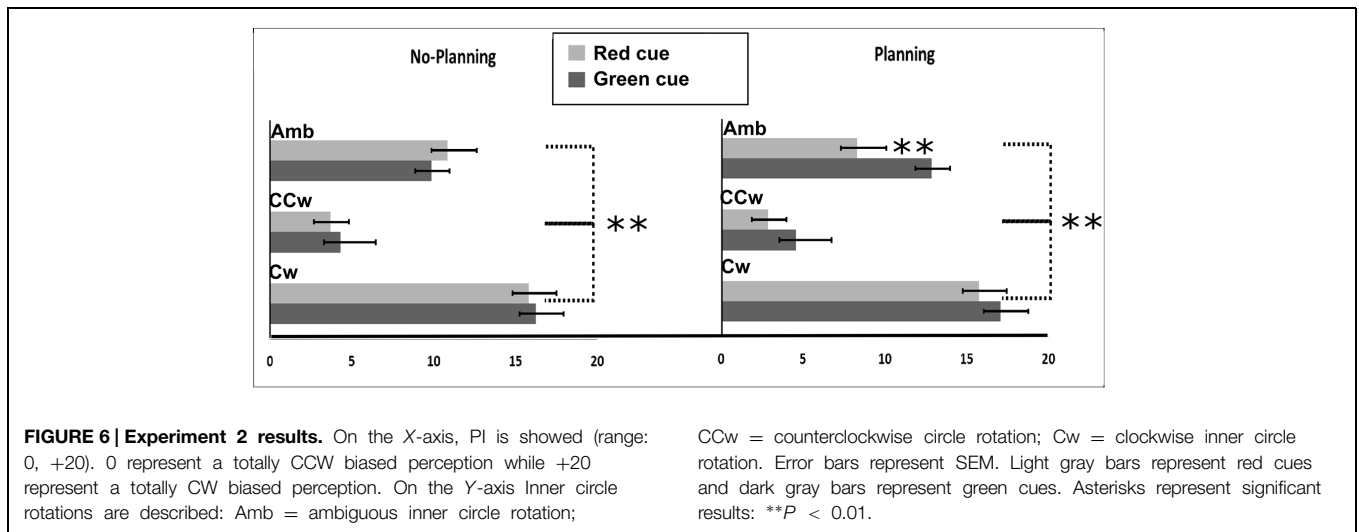 No-Planning
Red cue
Green cue
Planning
Amb
CCw
**
Cw
0 5 10 15 20
Amb
**
CCw
**
Cw
0 5 10 15 20
FIGURE 6 | Experiment 2 results. On the X-axis, PI is showed (range:
0, +20). 0 represent a totally CCW biased perception while +20
represent a totally CW biased perception. On the Y-axis Inner circle
rotations are described: Amb = ambiguous inner circle rotation;
CCw = counterclockwise circle rotation; Cw = clockwise inner circle
rotation. Error bars represent SEM. Light gray bars represent red cues
and dark gray bars represent green cues. Asterisks represent significant
results: **P < 0.01.